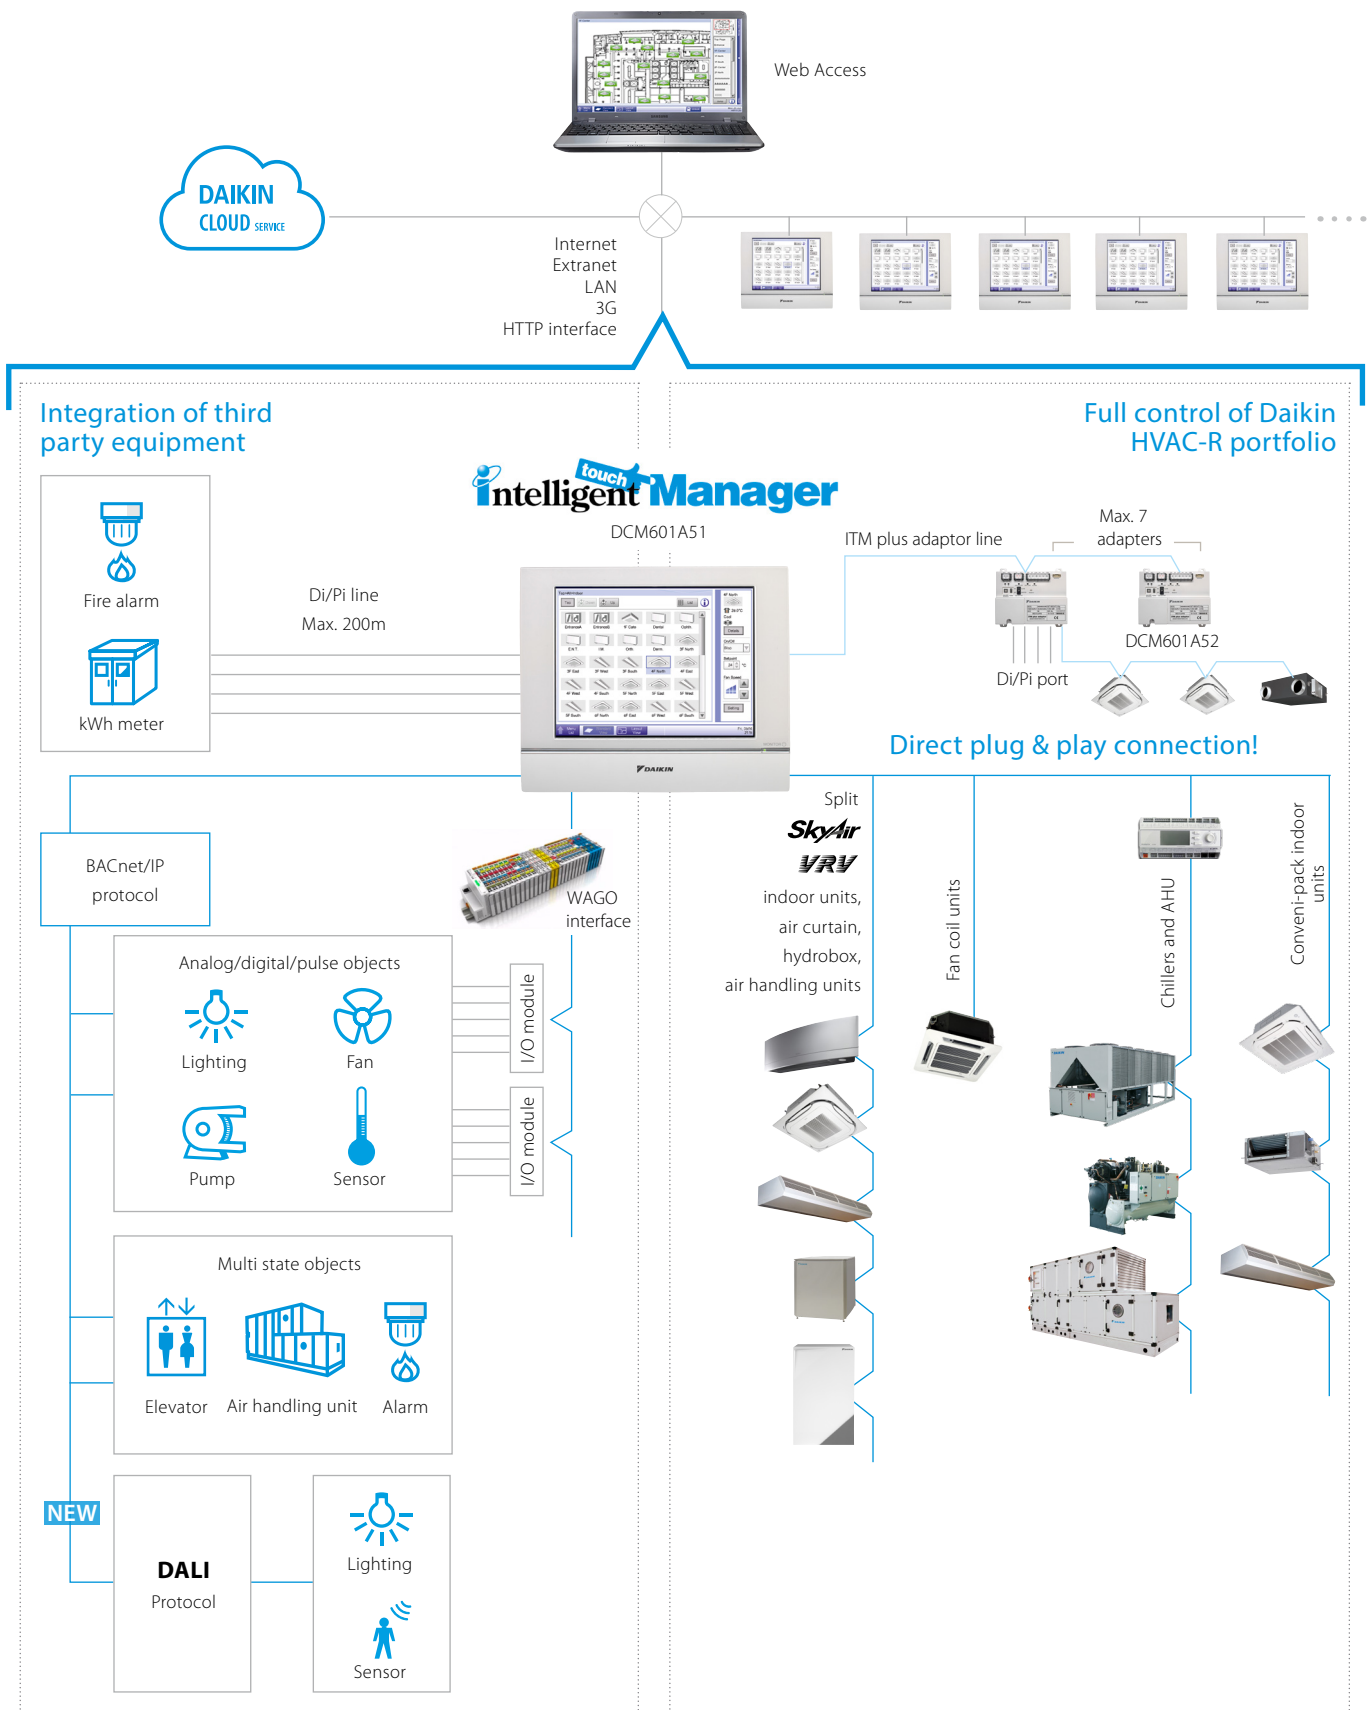 Web Access
DAIKIN
CLOUD SERVICE
Internet
Extranet
LAN
3G
HTTP interface
Integration of third
party equipment
Full control of Daikin
HVAC-R portfolio
intelligent touch Manager
DCM601A51
Fire alarm
kWh meter
Di/Pi line
Max. 200m
ITM plus adaptor line
Max. 7
adapters
DCM601A52
Di/Pi port
DAIKIN
Direct plug & play connection!
BACnet/IP
protocol
WAGO
interface
Analog/digital/pulse objects
Lighting
Fan
Pump
Sensor
I/O module
I/O module
Multi state objects
Elevator
Air handling unit
Alarm
NEW
DALI
Protocol
Lighting
Sensor
Split
SkyAir
VRV
indoor units,
air curtain,
hydrobox,
air handling units
Fan coil units
Chillers and AHU
Conveni-pack indoor
units